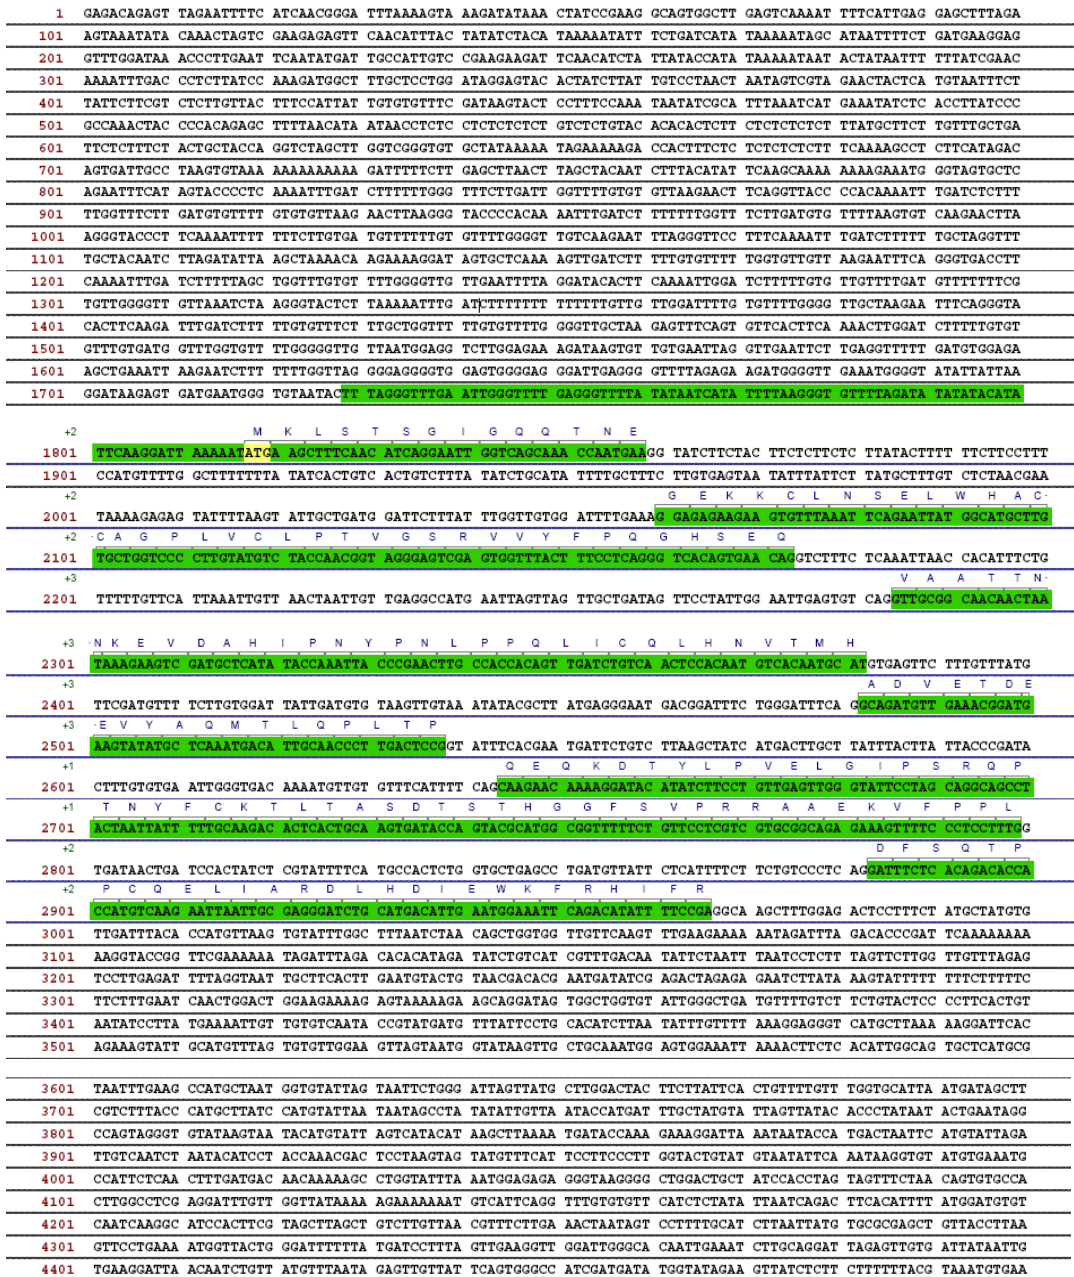 1 GAGACAGAGT TAGAATTTTC ATCAACGGGA TTTAAAAGTA AAGATATAAA CTATCCGAAG GCAGTGGCTT GAGTCAAAAT TTTCATTGAG GAGCTTTAGA
101 AGTAAATATA CAAACTAGTC GAAGAGAGTT CAACATTTAC TATATCTACA TAAAAATATT TCTGATCATA TAAAAATAGC ATAATTTTCT GATGAAGGAG
201 GTTTGGATAA ACCCTTGAAT TCAATATGAT TGCCATTGTC CGAAGAAGAT TCAACATCTA TTATACCATA TAAAAATAAT ACTATAATTT TTTATCGAAC
301 AAAATTTGAC CCTCTTATCC AAAGATGGCT TTGCTCCTGG ATAGGAGTAC ACTATCTTAT TGTCCTAACT AATAGTCGTA GAACTACTCA TGTAATTTCT
401 TATTCTTCGT CTCTTGTTAC TTTCCATTAT TGTGTGTTTC GATAAGTACT CCTTTCCAAA TAATATCGCA TTTAAATCAT GAAATATCTC ACCTTATCCC
501 GCCAAACTAC CCCACAGAGC TTTTAACATA ATAACCTCTC CTCTCTCTCT GTCTCTGTAC ACACACTCTT CTCTCTCTCT TTATGCTTCT TGTTTGCTGA
601 TTCTCTTTCT ACTGCTACCA GGTCTAGCTT GGTCGGGTGT GCTATAAAAA TAGAAAAAGA CCACTTTCTC TCTCTCTCTT TCAAAAGCCT CTTCATAGAC
701 AGTGATTGCC TAAGTGTAAA AAAAAAAAAA GATTTTTCTT GAGCTTAACT TAGCTACAAT CTTTACATAT TCAAGCAAAA AAAAGAAATG GGTAGTGCTC
801 AGAATTTCAT AGTACCCCTC AAAATTTGAT CTTTTTTGGG TTTCTTGATT GGTTTTGTGT GTTAAGAACT TCAGGTTACC CCACAAAATT TGATCTCTTT
901 TTGGTTTCTT GATGTGTTTT GTGTGTTAAG AACTTAAGGG TACCCCACAA AATTTGATCT TTTTTTGGTT TCTTGATGTG TTTTAAGTGT CAAGAACTTA
1001 AGGGTACCCT TCAAAATTTT TTTCTTGTGA TGTTTTTTGT GTTTTGGGGT TGTCAAGAAT TTAGGGTTCC TTTCAAAATT TGATCTTTTT TGCTAGGTTT
1101 TGCTACAATC TTAGATATTA AGCTAAAACA AGAAAAGGAT AGTGCTCAAA AGTTGATCTT TTTGTGTTTT TGGTGTTGTT AAGAATTTCA GGGTGACCTT
1201 CAAAATTTGA TCTTTTTAGC TGGTTTGTGT TTTGGGGTTG TTGAATTTTA GGATACACTT CAAAATTGGA TCTTTTTGTG TTGTTTTGAT GTGTTTTTCG
1301 TGTTGGGGTT GTTAAATCTA AGGGTACTCT TAAAAATTTG ATCTTTTTTT TTTTTTGTTG TTGGATTTTG TGTTTTGGGG TTGCTAAGAA TTTCAGGGTA
1401 CACTTCAAGA TTTGATCTTT TTGTGTTTCT TTGCTGGTTT TTGTGTTTTG GGGTTGCTAA GAGTTTCAGT GTTCACTTCA AAACTTGGAT CTTTTTGTGT
1501 GTTTGTGATG GTTTGGTGTT TTGGGGGTTG TTAATGGAGG TCTTGGAGAA AGATAAGTGT TGTGAATTAG GTTGAATTCT TGAGGTTTTT GATGTGGAGA
1601 AGCTGAAATT AAGAATCTTT TTTTGGTTAG GGGAGGGGTG GAGTGGGGAG GGATTGAGGG GTTTTAGAGA AGATGGGGTT GAAATGGGGT ATATTATTAA
1701 GGATAAGAGT GATGAATGGG TGTAATACTT TTAGGGTTTGA ATTGGGTTTT GAGGGTTTTA TATAATCATA TTTTAAGGGT GTTTTAGATA TATATACATA
+2 M K L S T S G I G Q Q T N E
1801 TTCAAGGATT AAAAATATGA AAGCTTTCAAC ATCAGGAATT GGTCAGCAAA CCAATGAAGG TATCTTCTAC TTCTCTTCTC TTATACTTTT TTCTTCCTTT
1901 CCATGTTTTG GCTTTTTTTA TATCACTGTC ACTGTCTTTA TATCTGCATA TTTTGCTTTC TTGTGAGTAA TATTTATTCT TATGCTTTGT CTCTAACGAA
+2 G E K K C L N S E L W H A C·
2001 TAAAAGAGAG TATTTTAAGT ATTGCTGATG GATTCTTTAT TTGGTTGTGG ATTTTGAAAG GGAGAGAAGAA GTGTTTAAAT TCAGAATTAT GGCATGCTTG
+2 ·C A G P L V C L P T V G S R V V Y F P Q G H S E Q
2101 TGCTGGTCCC CTTGTATGTC TACCAACGGT AGGGAGTCGA GTGGTTTACT TTCCTCAGGG TCACAGTGAA CAGGTCTTTC TCAAATTAAC CACATTTCTG
+3 V A A T T N·
2201 TTTTTGTTCA TTAAATTGTT AACTAATTGT TGAGGCCATG AATTAGTTAG TTGCTGATAG TTCCTATTGG AATTGAGTGT CAGGTTGCGG CAACAACTAA
+3 ·N K E V D A H I P N Y P N L P P Q L I C Q L H N V T M H
2301 TAAAGAAGTC GATGCTCATA TACCAAATTA CCCGAACTTG CCACCACAGT TGATCTGTCA ACTCCACAAT GTCACAATGC ATGTGAGTTC TTTGTTTATG
+3 A D V E T D E
2401 TTCGATGTTT TCTTGTGGAT TATTGATGTG TAAGTTGTAA ATATACGCTT ATGAGGGAAT GACGGATTTC TGGGATTTCA GGCAGATGTT GAAACGGATG
+3 ·E V Y A Q M T L Q P L T P
2501 AAGTATATGC TCAAATGACA TTGCAACCCT TGACTCCGGT ATTTCACGAA TGATTCTGTC TTAAGCTATC ATGACTTGCT TATTTACTTA TTACCCGATA
+1 Q E Q K D T Y L P V E L G I P S R Q P
2601 CTTTGTGTGA ATTGGGTGAC AAAATGTTGT GTTTCATTTT CAGCAAGAAC AAAAGGATAC ATATCTTCCT GTTGAGTTGG GTATTCCTAG CAGGCAGCCT
+1 T N Y F C K T L T A S D T S T H G G F S V P R R A A E K V F P P L
2701 ACTAATTATT TTTGCAAGAC ACTCACTGCA AGTGATACCA GTACGCATGG CGGTTTTTCT GTTCCTCGTC GTGCGGCAGA GAAAGTTTTC CCTCCTTTGG
+2 D F S Q T P
2801 TGATAACTGA TCCACTATCT CGTATTTTCA TGCCACTCTG GTGCTGAGCC TGATGTTATT CTCATTTTCT TCTGTCCCTC AGGATTTCTC ACAGACACCA
+2 P C Q E L I A R D L H D I E W K F R H I F R
2901 CCATGTCAAG AATTAATTGC GAGGGATCTG CATGACATTG AATGGAAATT CAGACATATT TTCCGAGGCA AGCTTTGGAG ACTCCTTTCT ATGCTATGTG
3001 TTGATTTACA CCATGTTAAG TGTATTTGGC TTTAATCTAA CAGCTGGTGG TTGTTCAAGT TTGAAGAAAA AATAGATTTA GACACCCGAT TCAAAAAAAA
3101 AAGGTACCGG TTCGAAAAAA TAGATTTAGA CACACATAGA TATCTGTCAT CGTTTGACAA TATTCTAATT TAATCCTCTT TAGTTCTTGG TTGTTTAGAG
3201 TCCTTGAGAT TTTAGGTAAT TGCTTCACTT GAATGTACTG TAACGACACG AATGATATCG AGACTAGAGA GAATCTTATA AAGTATTTTT TTTCTTTTTC
3301 TTCTTTGAAT CAACTGGACT GGAAGAAAAG AGTAAAAAGA AGCAGGATAG TGGCTGGTGT ATTGGGCTGA TGTTTTGTCT TCTGTACTCC CCTTCACTGT
3401 AATATCCTTA TGAAAATTGT TGTGTCAATA CCGTATGATG TTTATTCCTG CACATCTTAA TATTTGTTTT AAAGGAGGGT CATGCTTAAA AAGGATTCAC
3501 AGAAAGTATT GCATGTTTAG TGTGTTGGAA GTTAGTAATG GTATAAGTTG CTGCAAATGG AGTGGAAATT AAAACTTCTC ACATTGGCAG TGCTCATGCG
3601 TAATTTGAAG CCATGCTAAT GGTGTATTAG TAATTCTGGG ATTAGTTATG CTTGGACTAC TTCTTATTCA CTGTTTTGTT TGGTGCATTA ATGATAGCTT
3701 CGTCTTTACC CATGCTTATC CATGTATTAA TAATAGCCTA TATATTGTTA ATACCATGAT TTGCTATGTA TTAGTTATAC ACCCTATAAT ACTGAATAGG
3801 CCAGTAGGGT GTATAAGTAA TACATGTATT AGTCATACAT AAGCTTAAAA TGATACCAAA GAAAGGATTA AATAATACCA TGACTAATTC ATGTATTAGA
3901 TTGTCAATCT AATACATCCT ACCAAACGAC TCCTAAGTAG TATGTTTCAT TCCTTCCCTT GGTACTGTAT GTAATATTCA AATAAGGTGT ATGTGAAATG
4001 CCATTCTCAA CTTTGATGAC AACAAAAAGC CTGGTATTTA AATGGAGAGA GGGTAAGGGG CTGGACTGCT ATCCACCTAG TAGTTTCTAA CAGTGTGCCA
4101 CTTGGCCTCG AGGATTTGTT GGTTATAAAA AGAAAAAAAT GTCATTCAGG TTTGTGTGTT CATCTCTATA TTAATCAGAC TTCACATTTT ATGGATGTGT
4201 CAATCAAGGC ATCCACTTCG TAGCTTAGCT GTCTTGTTAA CGTTTCTTGA AACTAATAGT CCTTTTGCAT CTTAATTATG TGCGCGAGCT GTTACCTTAA
4301 GTTCCTGAAA ATGGTTACTG GGATTTTTTA TGATCCTTTA GTTGAAGGTT GGATTGGGCA CAATTGAAAT CTTGCAGGAT TAGAGTTGTG ATTATAATTG
4401 TGAAGGATTA ACAATCTGTT ATGTTTAATA GAGTTGTTAT TCAGTGGGCC ATCGATGATA TGGTATAGAA GTTATCTCTT CTTTTTTACG TAAATGTGAA